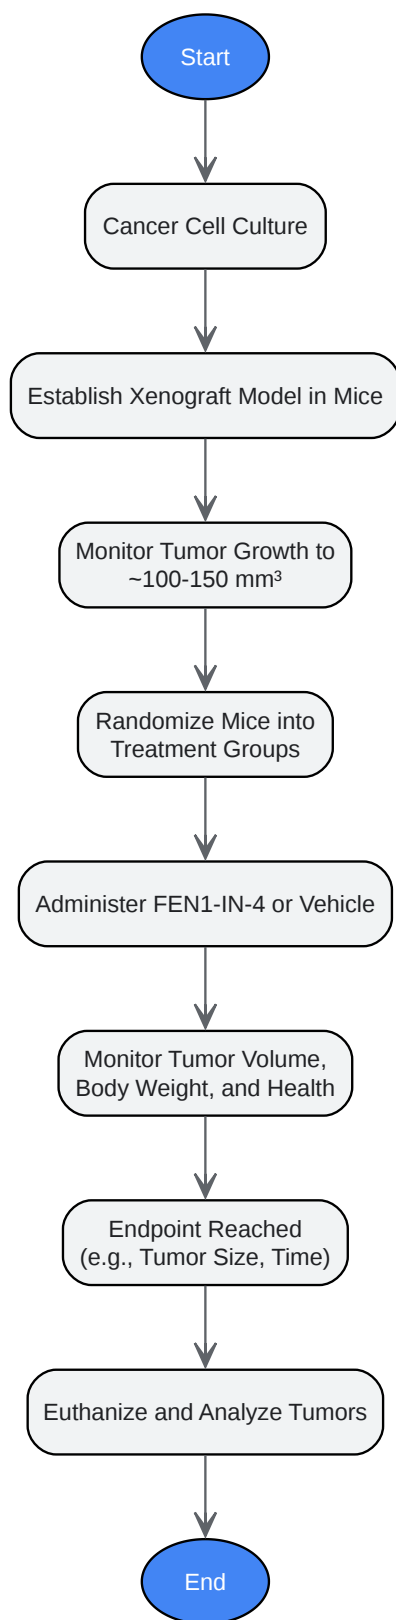 Start
Cancer Cell Culture
Establish Xenograft Model in Mice
Monitor Tumor Growth to
~100-150 mm³
Randomize Mice into
Treatment Groups
Administer FEN1-IN-4 or Vehicle
Monitor Tumor Volume,
Body Weight, and Health
Endpoint Reached
(e.g., Tumor Size, Time)
Euthanize and Analyze Tumors
End